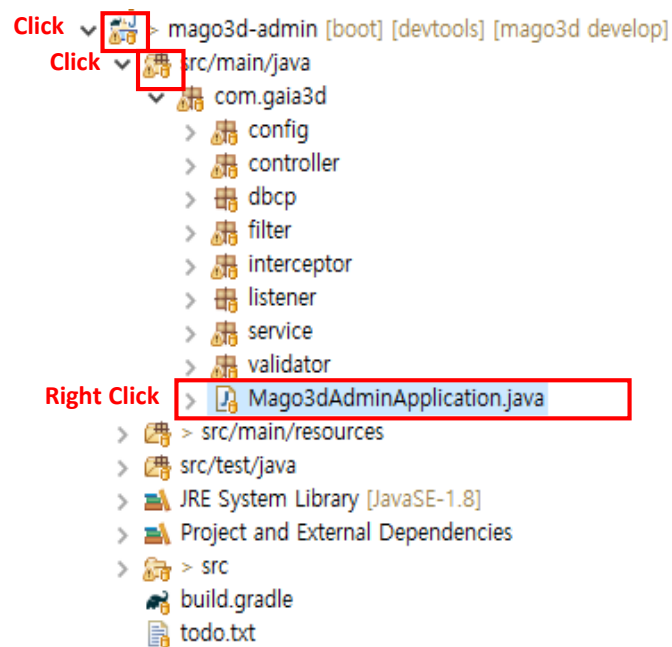 Click > mago3d-admin [boot] [devtools] [mago3d develop]
Click src/main/java
com.gaia3d
config
controller
dbcp
filter
interceptor
listener
service
validator
Right Click Mago3dAdminApplication.java
> src/main/resources
src/test/java
JRE System Library [JavaSE-1.8]
Project and External Dependencies
> src
build.gradle
todo.txt